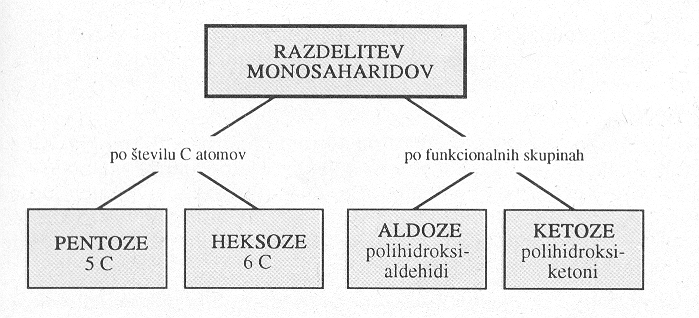 RAZDELITEV
MONOSAHARIDOV
po številu C atomov
po funkcionalnih skupinah
PENTOZE
5 C
HEKSOZE
6 C
ALDOZE
polihidroksi-
aldehidi
KETOZE
polihidroksi-
ketoni